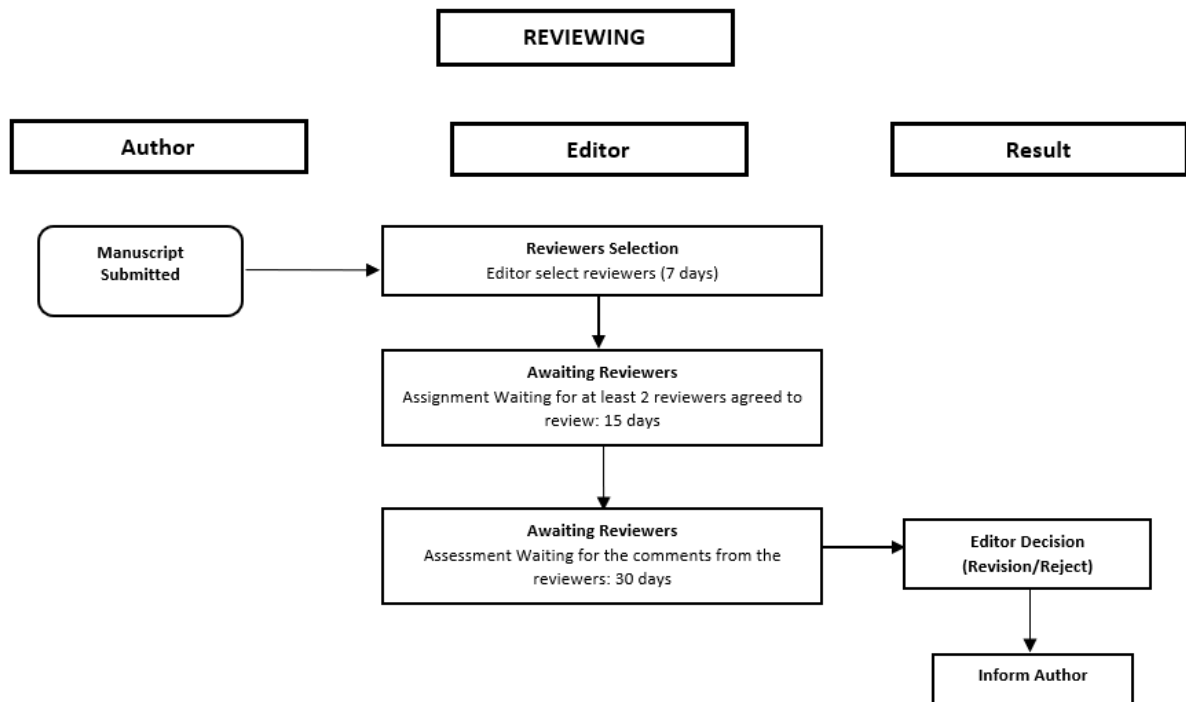 REVIEWING
Author
Editor
Result
Manuscript
Submitted
Reviewers Selection
Editor select reviewers (7 days)
Awaiting Reviewers
Assignment Waiting for at least 2 reviewers agreed to
review: 15 days
Awaiting Reviewers
Assessment Waiting for the comments from the
reviewers: 30 days
Editor Decision
(Revision/Reject)
Inform Author